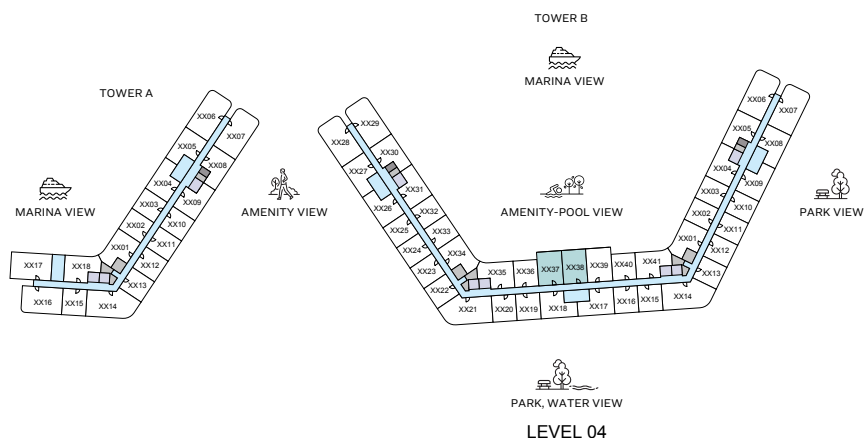 TOWER B
MARINA VIEW
TOWER A
XX06
XX07
XX05
XX08
XX04
XX09
XX03
XX10
XX02
XX11
XX01
XX12
XX13
XX18
XX17
XX16
XX15
XX14
MARINA VIEW
AMENITY VIEW
XX29
XX28
XX30
XX27
XX31
XX26
XX32
XX25
XX33
XX24
XX34
XX23
XX22
XX35
XX36
XX37
XX38
XX39
XX40
XX41
XX21
XX20
XX19
XX18
XX17
XX16
XX15
XX14
XX06
XX07
XX05
XX08
XX04
XX09
XX03
XX10
XX02
XX11
XX01
XX12
XX13
AMENITY-POOL VIEW
PARK VIEW
PARK, WATER VIEW
LEVEL 04